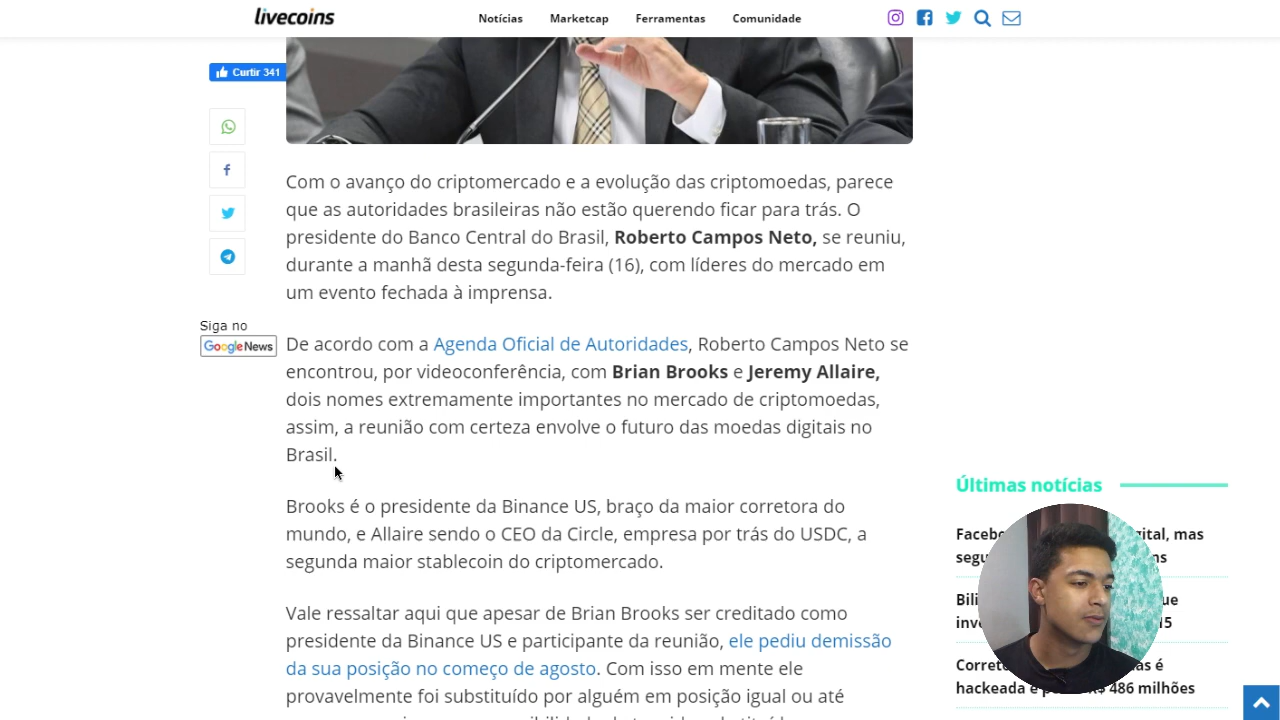 livecoins
Notícias Marketcap Ferramentas Comunidade
Curtir 341
Com o avanço do criptomercado e a evolução das criptomoedas, parece
que as autoridades brasileiras não estão querendo ficar para trás. O
presidente do Banco Central do Brasil, Roberto Campos Neto, se reuniu,
durante a manhã desta segunda-feira (16), com líderes do mercado em
um evento fechada à imprensa.
Siga no
Google News
De acordo com a Agenda Oficial de Autoridades, Roberto Campos Neto se
encontrou, por videoconferência, com Brian Brooks e Jeremy Allaire,
dois nomes extremamente importantes no mercado de criptomoedas,
assim, a reunião com certeza envolve o futuro das moedas digitais no
Brasil.
Brooks é o presidente da Binance US, braço da maior corretora do
mundo, e Allaire sendo o CEO da Circle, empresa por trás do USDC, a
segunda maior stablecoin do criptomercado.
Vale ressaltar aqui que apesar de Brian Brooks ser creditado como
presidente da Binance US e participante da reunião, ele pediu demissão
da sua posição no começo de agosto. Com isso em mente ele
provavelmente foi substituído por alguém em posição igual ou até
Últimas notícias
mas
hackeada e R$ 486 milhões